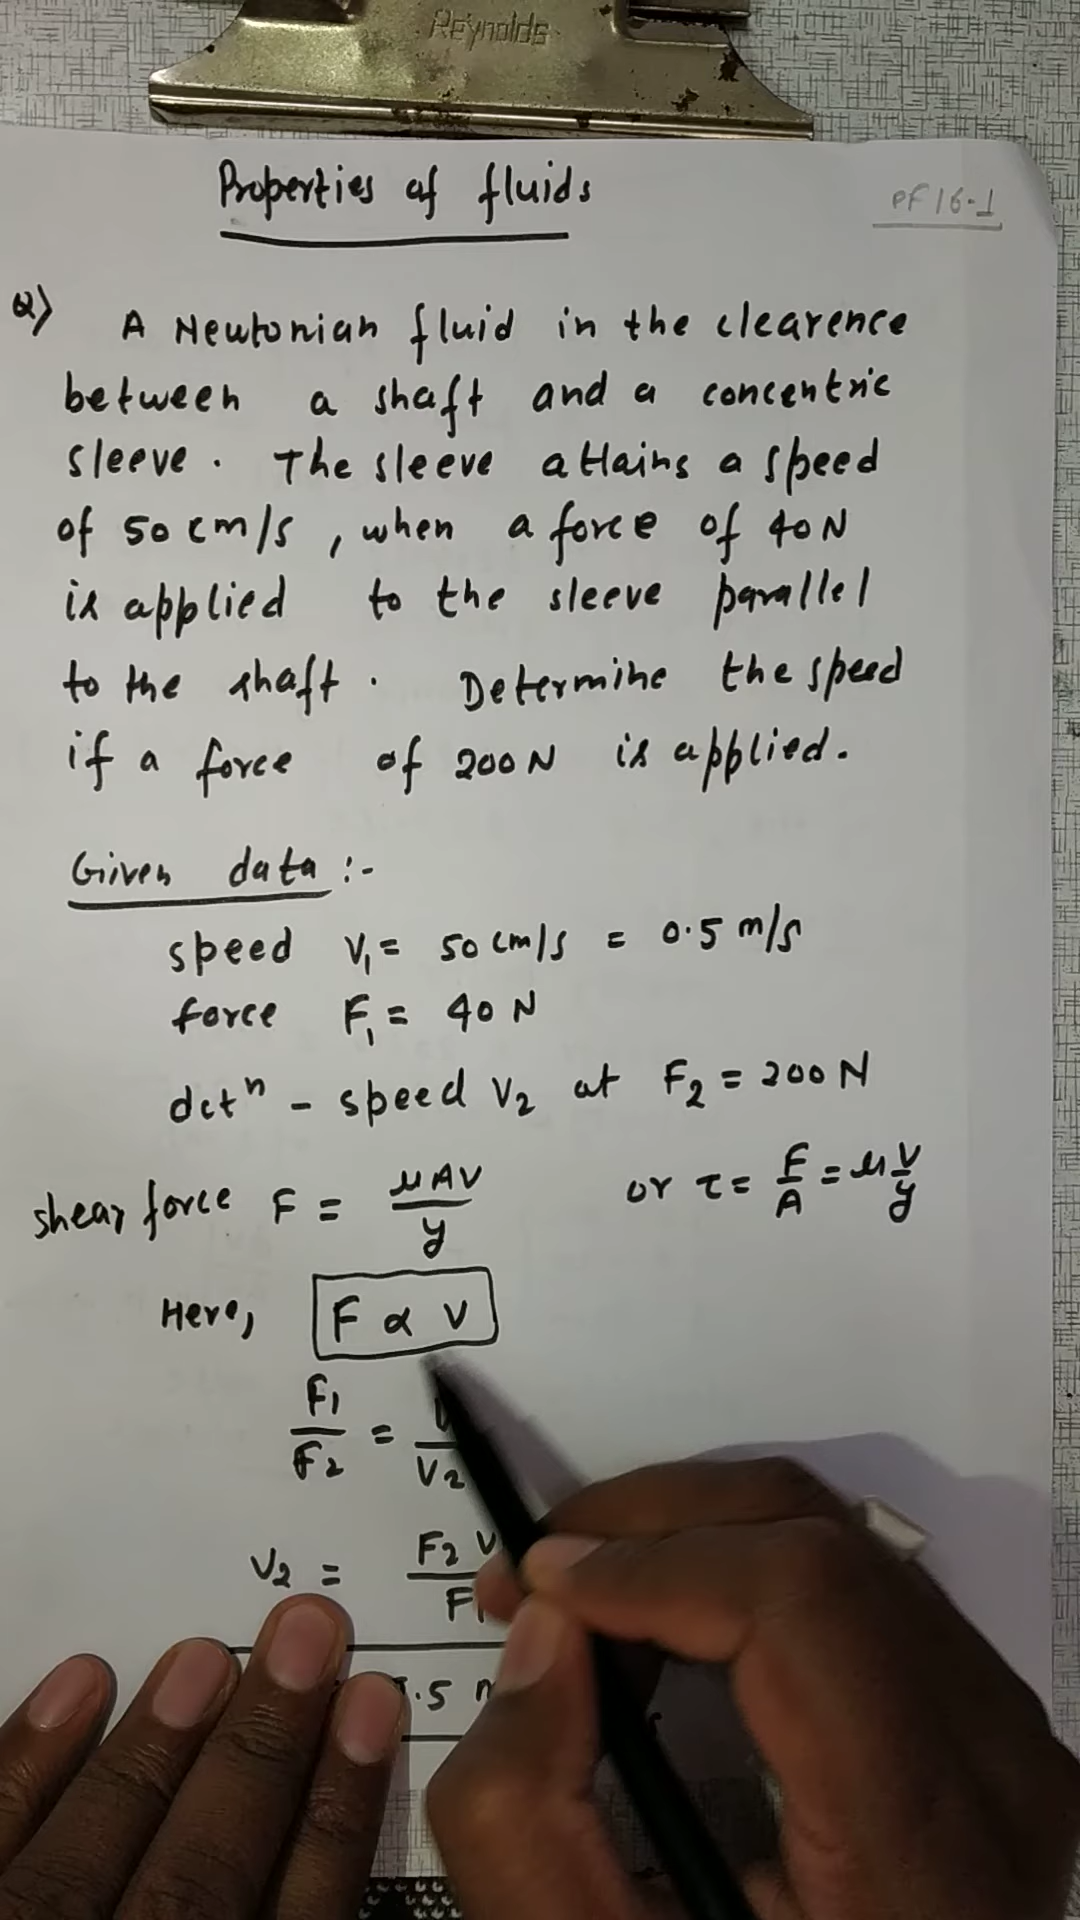 Reynolds
Properties of fluids
PF 16.1
Q) A Newtonian fluid in the clearence
between a shaft and a concentric
sleeve. The sleeve attains a speed
of 50 cm/s, when a force of 40 N
is applied to the sleeve parallel
to the shaft. Determine the speed
if a force of 200 N is applied.
Given data :-
speed V₁ = 50 cm/s = 0.5 m/s
force F₁ = 40 N
detⁿ - speed V₂ at F₂ = 200 N
shear force F = μAV/y or τ = F/A = μ V/y
Here, F ∝ V
F₁/F₂ = /V₂
V₂ = F₂ V/F₁
.5